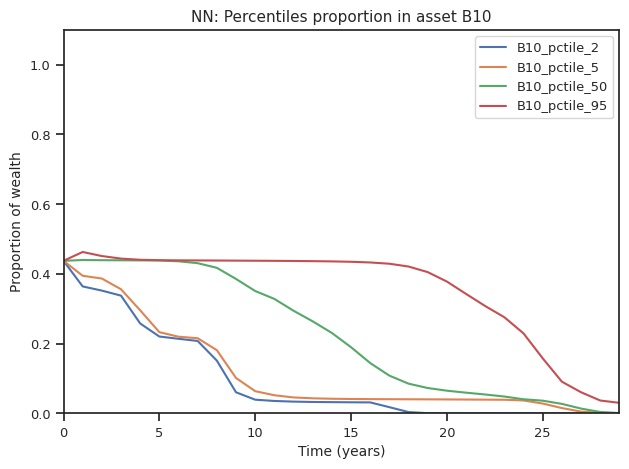 NN: Percentiles proportion in asset B10
B10_pctile_2
B10_pctile_5
B10_pctile_50
B10_pctile_95
Proportion of wealth
1.0
0.8
0.6
0.4
0.2
0.0
0 5 10 15 20 25
Time (years)